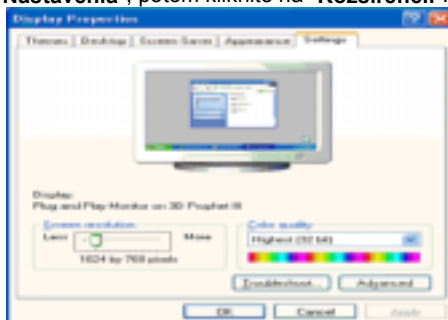 Nastavenia", potom kliknite na "Rozšírené"
Display Properties
Themes Desktop Screen Saver Appearance Settings
Display:
Plug and Play Monitor on 3D Prophet III
Screen resolution
Color quality
Less More
Highest (32 bit)
1024 by 768 pixels
Troubleshoot... Advanced
OK Cancel Apply